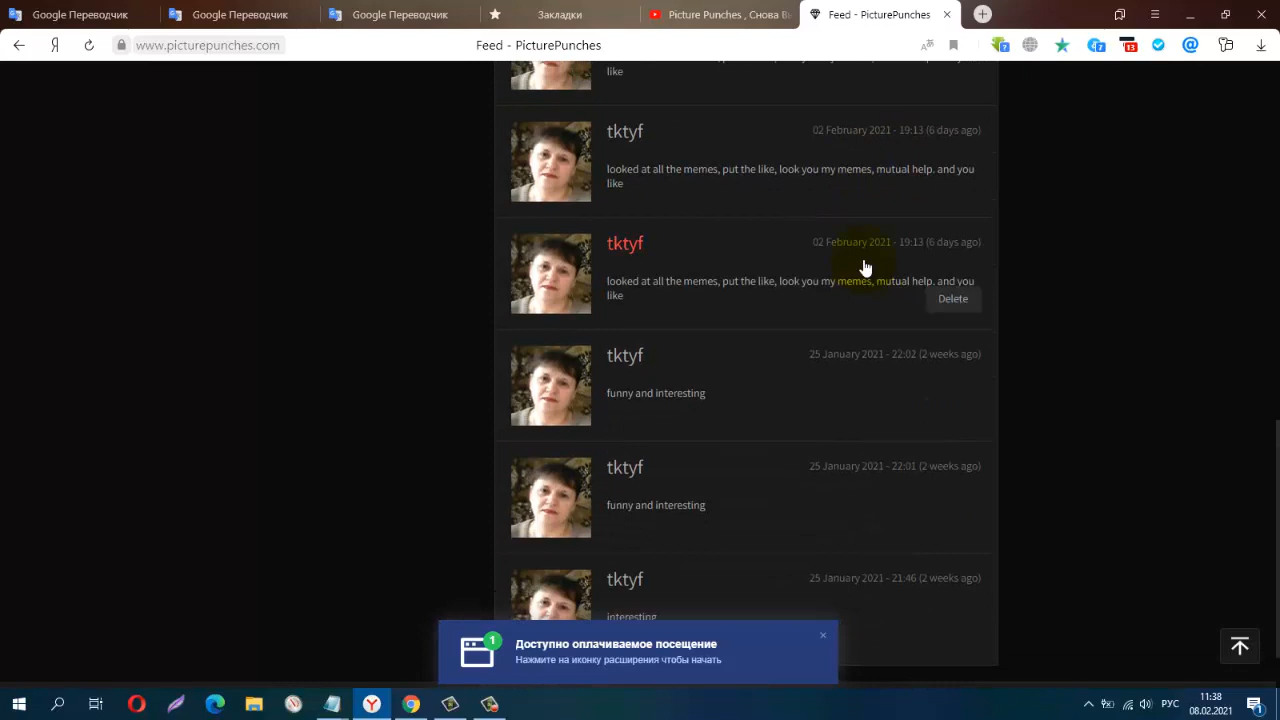 Google Переводчик
Google Переводчик
Google Переводчик
Закладки
Picture Punches , Снова Вы
Feed - PicturePunches
Я
www.picturepunches.com
Feed - PicturePunches
7
7
13
like
tktyf
02 February 2021 - 19:13 (6 days ago)
looked at all the memes, put the like, look you my memes, mutual help. and you
like
tktyf
02 February 2021 - 19:13 (6 days ago)
looked at all the memes, put the like, look you my memes, mutual help. and you
like
Delete
tktyf
25 January 2021 - 22:02 (2 weeks ago)
funny and interesting
tktyf
25 January 2021 - 22:01 (2 weeks ago)
funny and interesting
tktyf
25 January 2021 - 21:46 (2 weeks ago)
interesting
1
Доступно оплачиваемое посещение
Нажмите на иконку расширения чтобы начать
РУС
11:38
08.02.2021